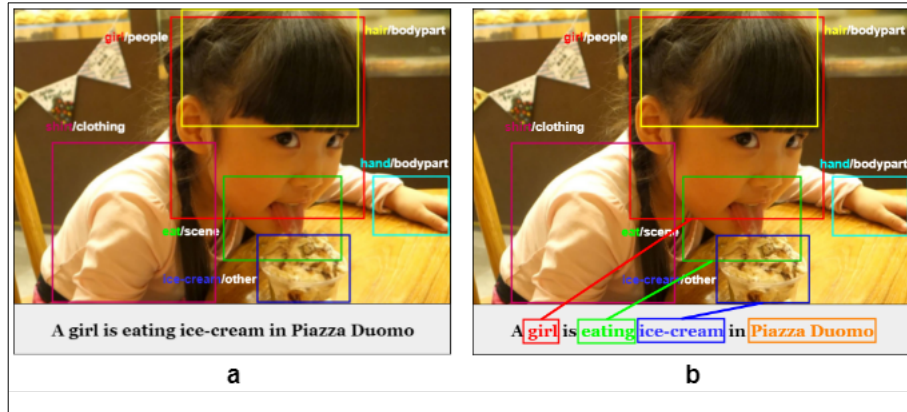 girl/people
hair/bodypart
/clothing
hand/bodypart
eat/scene
ice-cream/other
A girl is eating ice-cream in Piazza Duomo
a
girl/people
hair/bodypart
/clothing
hand/bodypart
eat/scene
ice-cream/other
A girl is eating ice-cream in Piazza Duomo
b